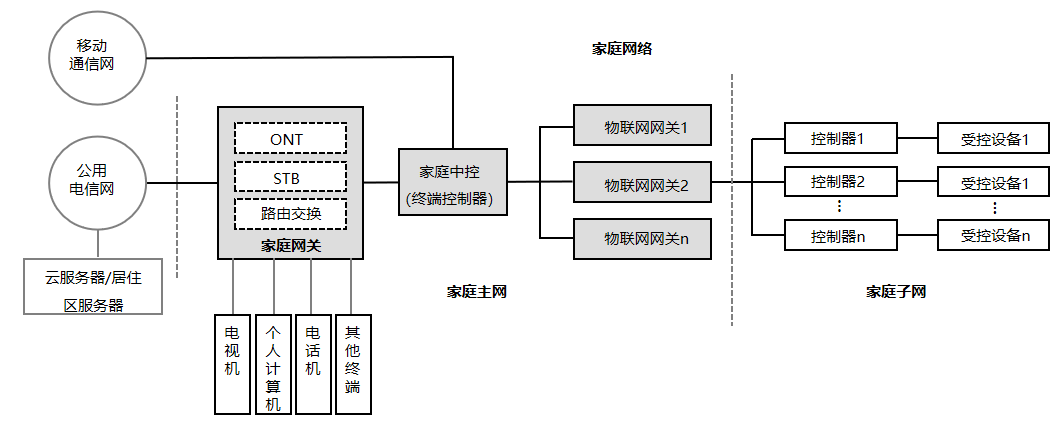 移动
通信网
家庭网络
公用
电信网
云服务器/居住
区服务器
ONT
STB
路由交换
家庭网关
电视机
个人计算机
电话机
其他终端
家庭中控
(终端控制器)
物联网网关1
物联网网关2
物联网网关n
家庭主网
控制器1
受控设备1
控制器2
受控设备1
⋮
⋮
控制器n
受控设备n
家庭子网